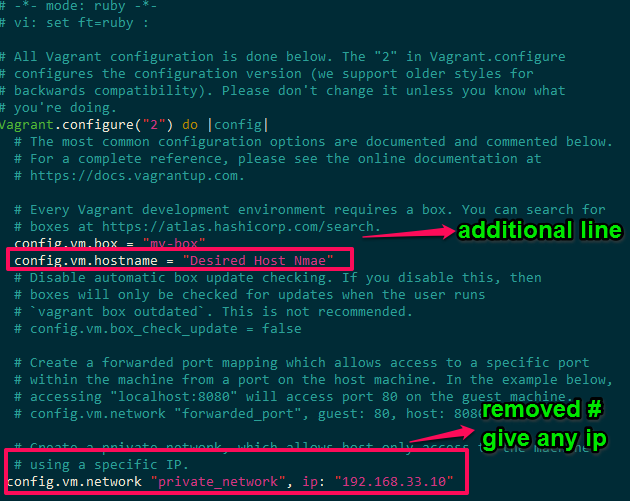 # -*- mode: ruby -*-
# vi: set ft=ruby :
# All Vagrant configuration is done below. The "2" in Vagrant.configure
# configures the configuration version (we support older styles for
# backwards compatibility). Please don't change it unless you know what
# you're doing.
Vagrant.configure("2") do |config|
# The most common configuration options are documented and commented below.
# For a complete reference, please see the online documentation at
# https://docs.vagrantup.com.
# Every Vagrant development environment requires a box. You can search for
# boxes at https://atlas.hashicorp.com/search.
additional line
config.vm.box = "my-box"
config.vm.hostname = "Desired Host Nmae"
# Disable automatic box update checking. If you disable this, then
# boxes will only be checked for updates when the user runs
# `vagrant box outdated`. This is not recommended.
# config.vm.box_check_update = false
# Create a forwarded port mapping which allows access to a specific port
# within the machine from a port on the host machine. In the example below,
# accessing "localhost:8080" will access port 80 on the guest machine.
# config.vm.network "forwarded_port", guest: 80, host: 8080
removed #
give any ip
# Create a private network, which allows host-only access to the machine
# using a specific IP.
config.vm.network "private_network", ip: "192.168.33.10"